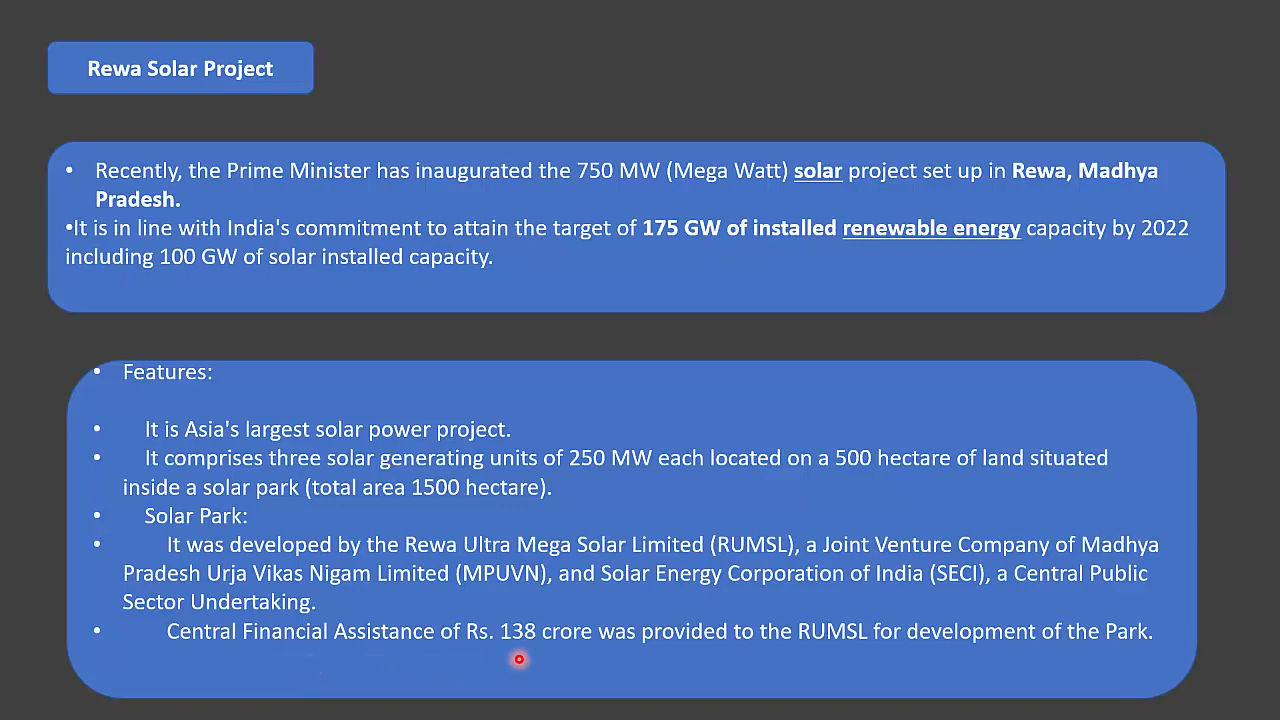 Rewa Solar Project
• Recently, the Prime Minister has inaugurated the 750 MW (Mega Watt) solar project set up in Rewa, Madhya
Pradesh.
•It is in line with India's commitment to attain the target of 175 GW of installed renewable energy capacity by 2022
including 100 GW of solar installed capacity.
• Features:
• It is Asia's largest solar power project.
• It comprises three solar generating units of 250 MW each located on a 500 hectare of land situated
inside a solar park (total area 1500 hectare).
• Solar Park:
• It was developed by the Rewa Ultra Mega Solar Limited (RUMSL), a Joint Venture Company of Madhya
Pradesh Urja Vikas Nigam Limited (MPUVN), and Solar Energy Corporation of India (SECI), a Central Public
Sector Undertaking.
• Central Financial Assistance of Rs. 138 crore was provided to the RUMSL for development of the Park.